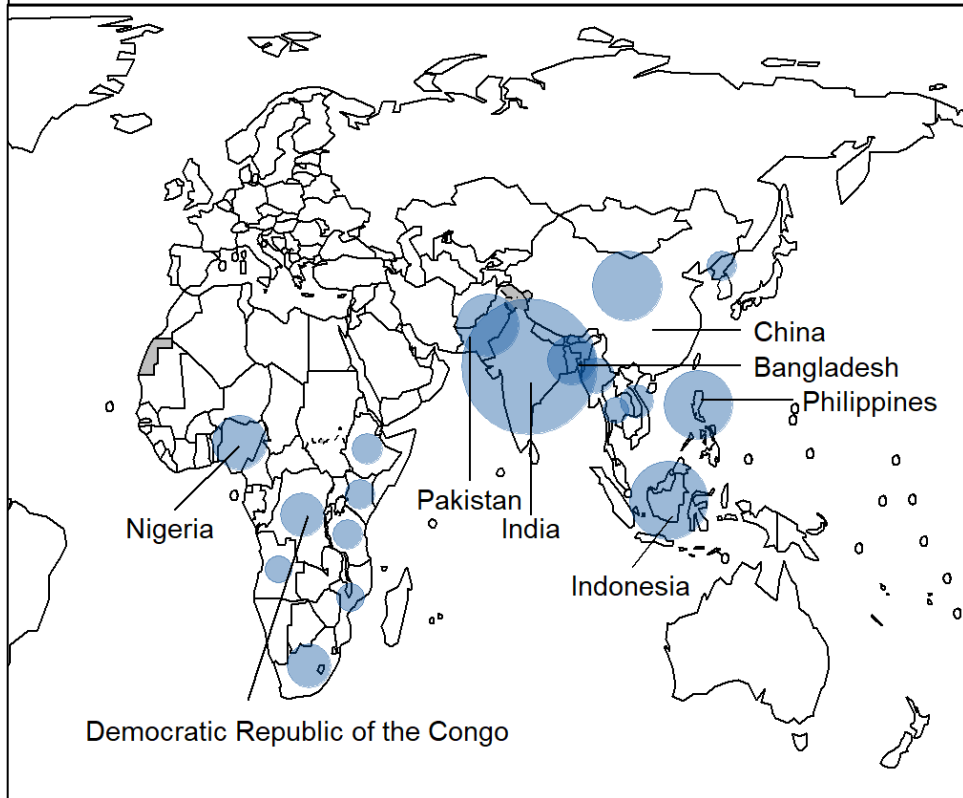 China
Bangladesh
Philippines
Pakistan
India
Nigeria
Indonesia
Democratic Republic of the Congo